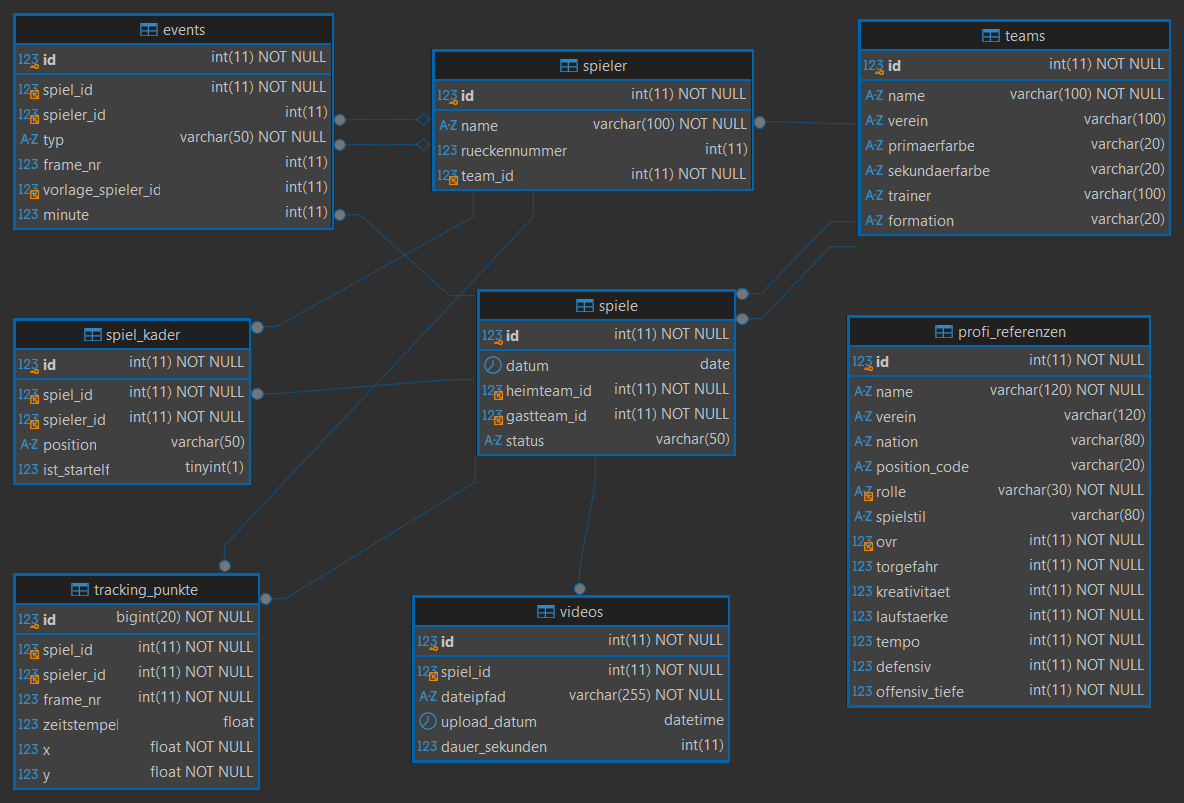 events
123 id int(11) NOT NULL
123 spiel_id int(11) NOT NULL
123 spieler_id int(11)
A-Z typ varchar(50) NOT NULL
123 frame_nr int(11)
123 vorlage_spieler_id int(11)
123 minute int(11)
spieler
123 id int(11) NOT NULL
A-Z name varchar(100) NOT NULL
123 rueckennummer int(11)
123 team_id int(11) NOT NULL
teams
123 id int(11) NOT NULL
A-Z name varchar(100) NOT NULL
A-Z verein varchar(100)
A-Z primaerfarbe varchar(20)
A-Z sekundaerfarbe varchar(20)
A-Z trainer varchar(100)
A-Z formation varchar(20)
spiel_kader
123 id int(11) NOT NULL
123 spiel_id int(11) NOT NULL
123 spieler_id int(11) NOT NULL
A-Z position varchar(50)
123 ist_startelf tinyint(1)
spiele
123 id int(11) NOT NULL
datum date
123 heimteam_id int(11) NOT NULL
123 gastteam_id int(11) NOT NULL
A-Z status varchar(50)
profi_referenzen
123 id int(11) NOT NULL
A-Z name varchar(120) NOT NULL
A-Z verein varchar(120)
A-Z nation varchar(80)
A-Z position_code varchar(20)
A-Z rolle varchar(30) NOT NULL
A-Z spielstil varchar(80)
123 ovr int(11) NOT NULL
123 torgefahr int(11) NOT NULL
123 kreativitaet int(11) NOT NULL
123 laufstaerke int(11) NOT NULL
123 tempo int(11) NOT NULL
123 defensiv int(11) NOT NULL
123 offensiv_tiefe int(11) NOT NULL
tracking_punkte
123 id bigint(20) NOT NULL
123 spiel_id int(11) NOT NULL
123 spieler_id int(11) NOT NULL
123 frame_nr int(11) NOT NULL
123 zeitstempel float
123 x float NOT NULL
123 y float NOT NULL
videos
123 id int(11) NOT NULL
123 spiel_id int(11) NOT NULL
A-Z dateipfad varchar(255) NOT NULL
upload_datum datetime
123 dauer_sekunden int(11)